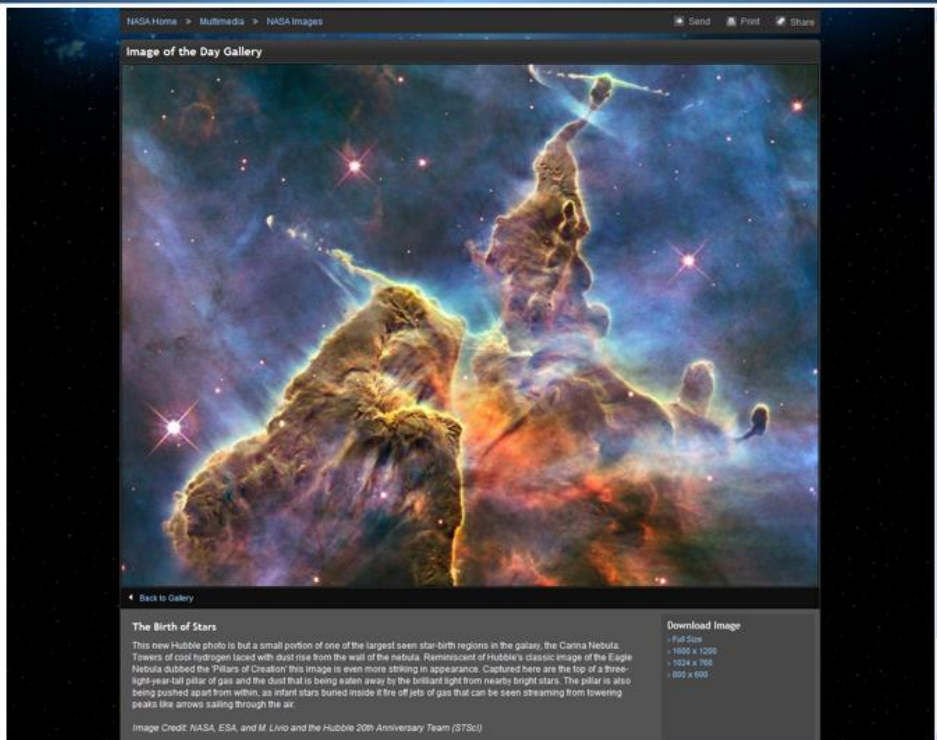 NASA Home > Multimedia > NASA Images
Send Print Share
Image of the Day Gallery
Back to Gallery
The Birth of Stars
This new Hubble photo is but a small portion of one of the largest seen star-birth regions in the galaxy, the Carina Nebula.
Towers of cool hydrogen laced with dust rise from the wall of the nebula. Reminiscent of Hubble's classic image of the Eagle
Nebula dubbed the 'Pillars of Creation' this image is even more striking in appearance. Captured here are the top of a three-
light-year-tall pillar of gas and the dust that is being eaten away by the brilliant light from nearby bright stars. The pillar is also
being pushed apart from within, as infant stars buried inside it fire off jets of gas that can be seen streaming from towering
peaks like arrows sailing through the air.
Image Credit: NASA, ESA, and M. Livio and the Hubble 20th Anniversary Team (STScI)
Download Image
› Full Size
› 1600 x 1200
› 1024 x 768
› 800 x 600